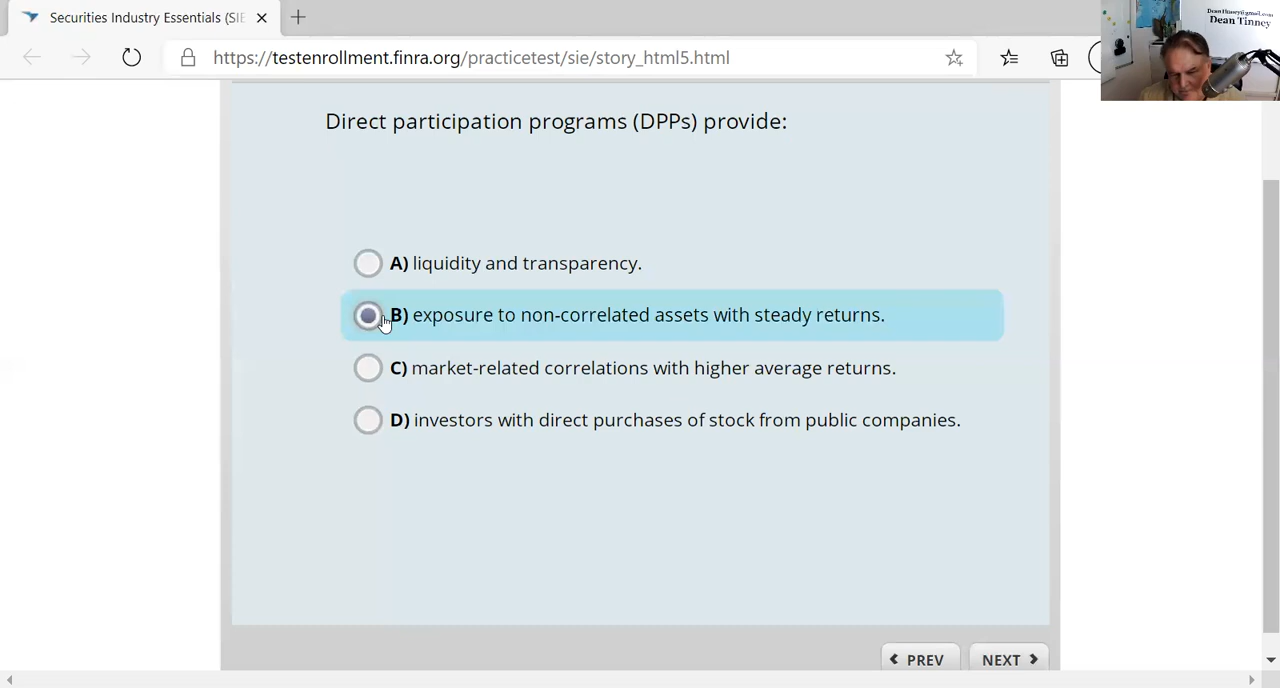 Securities Industry Essentials (SIE
https://testenrollment.finra.org/practicetest/sie/story_html5.html
Dean Tinney
Direct participation programs (DPPs) provide:
A) liquidity and transparency.
B) exposure to non-correlated assets with steady returns.
C) market-related correlations with higher average returns.
D) investors with direct purchases of stock from public companies.
PREV
NEXT